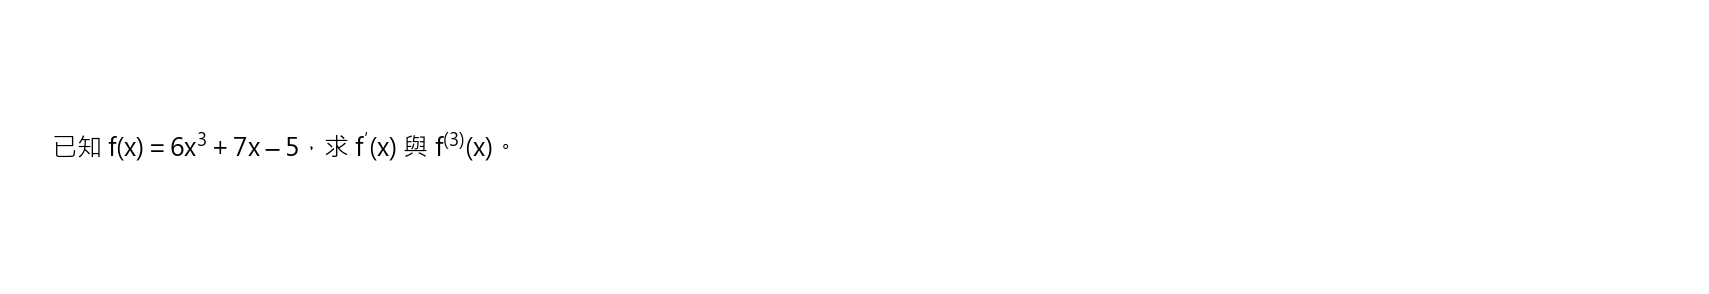 已知 f(x) = 6x³ + 7x – 5，求 f′(x) 與 f⁽³⁾(x)。